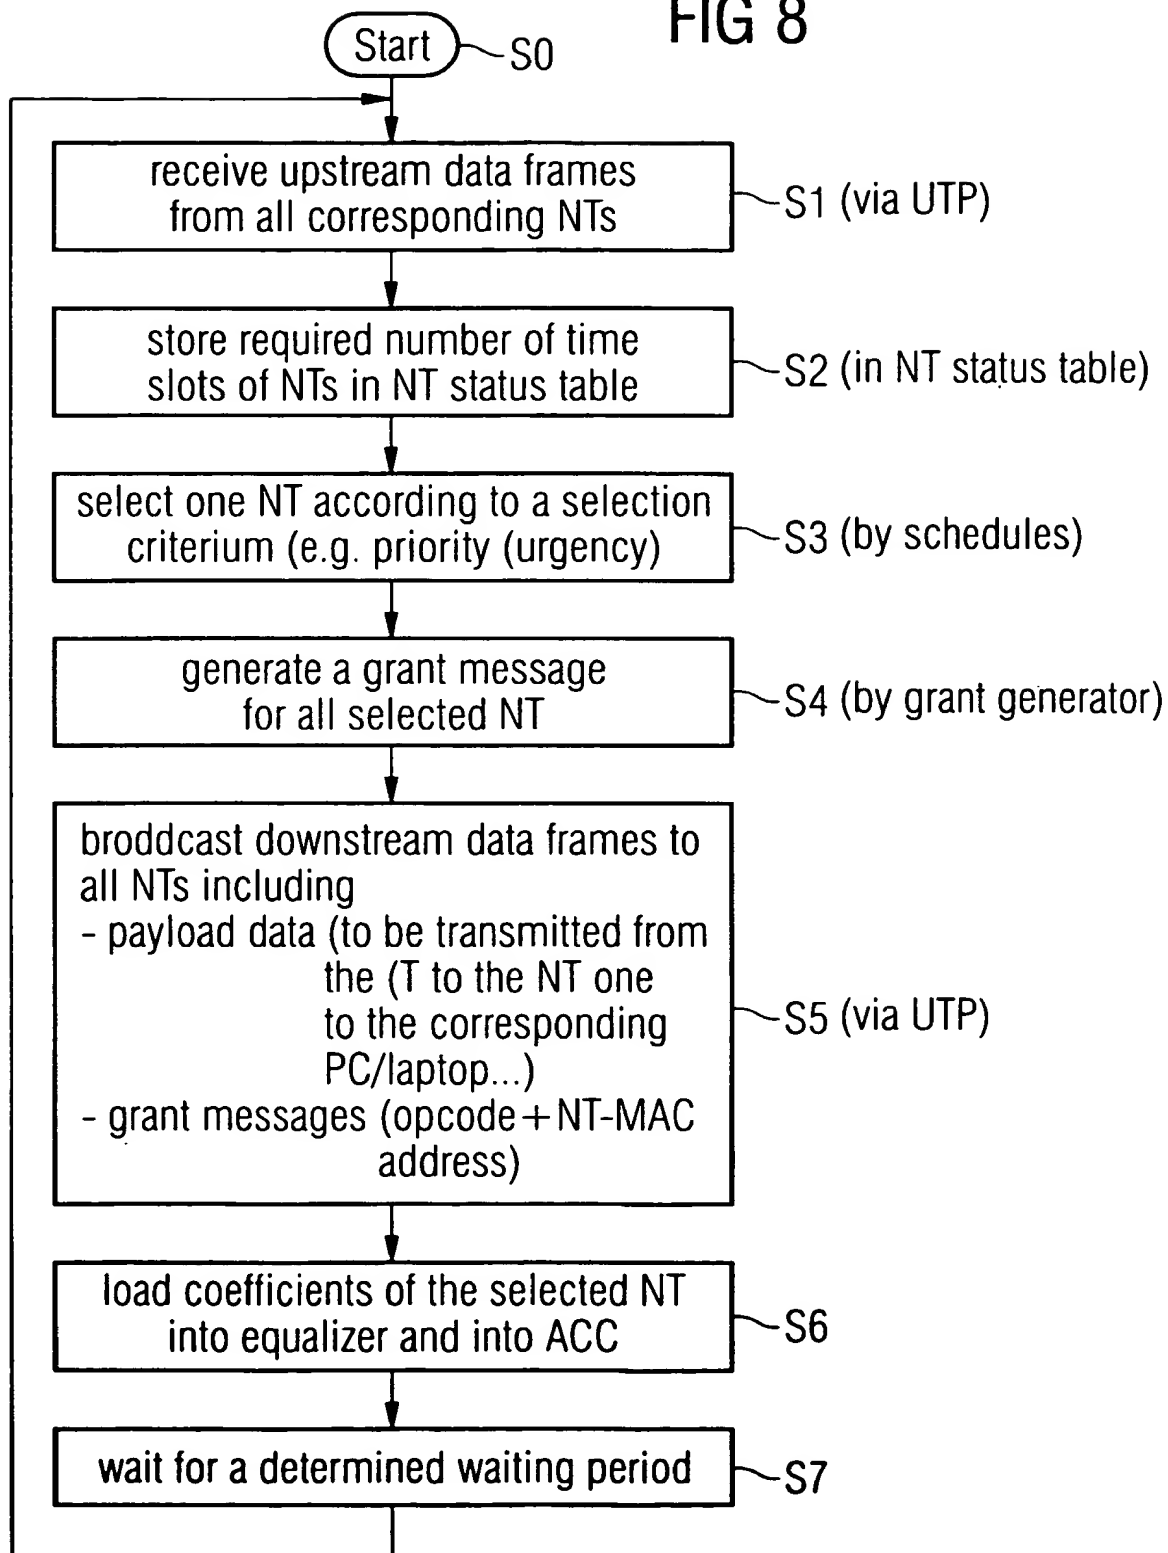 FIG 8
Start
S0
receive upstream data frames
from all corresponding NTs
S1 (via UTP)
store required number of time
slots of NTs in NT status table
S2 (in NT status table)
select one NT according to a selection
criterium (e.g. priority (urgency)
S3 (by schedules)
generate a grant message
for all selected NT
S4 (by grant generator)
broddcast downstream data frames to
all NTs including
- payload data (to be transmitted from
the (T to the NT one
to the corresponding
PC/laptop...)
- grant messages (opcode+NT-MAC
address)
S5 (via UTP)
load coefficients of the selected NT
into equalizer and into ACC
S6
wait for a determined waiting period
S7